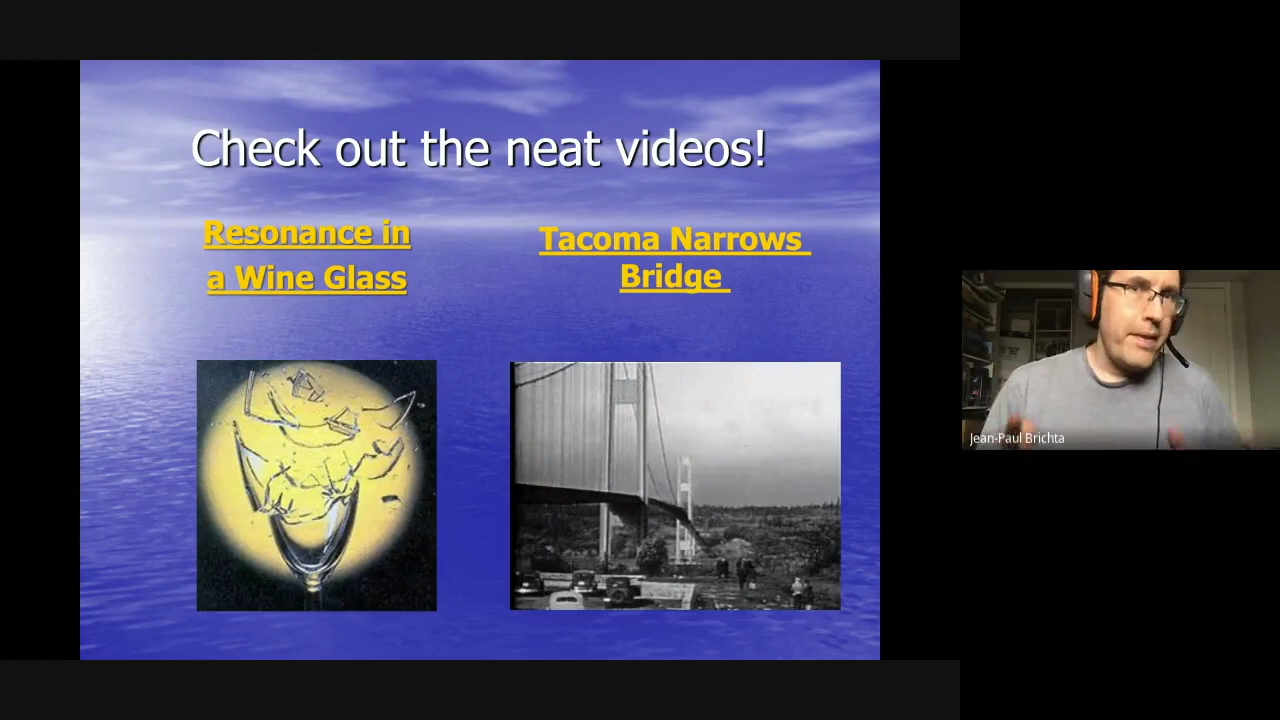 Check out the neat videos!
Resonance in
a Wine Glass
Tacoma Narrows
Bridge
Jean-Paul Brichta